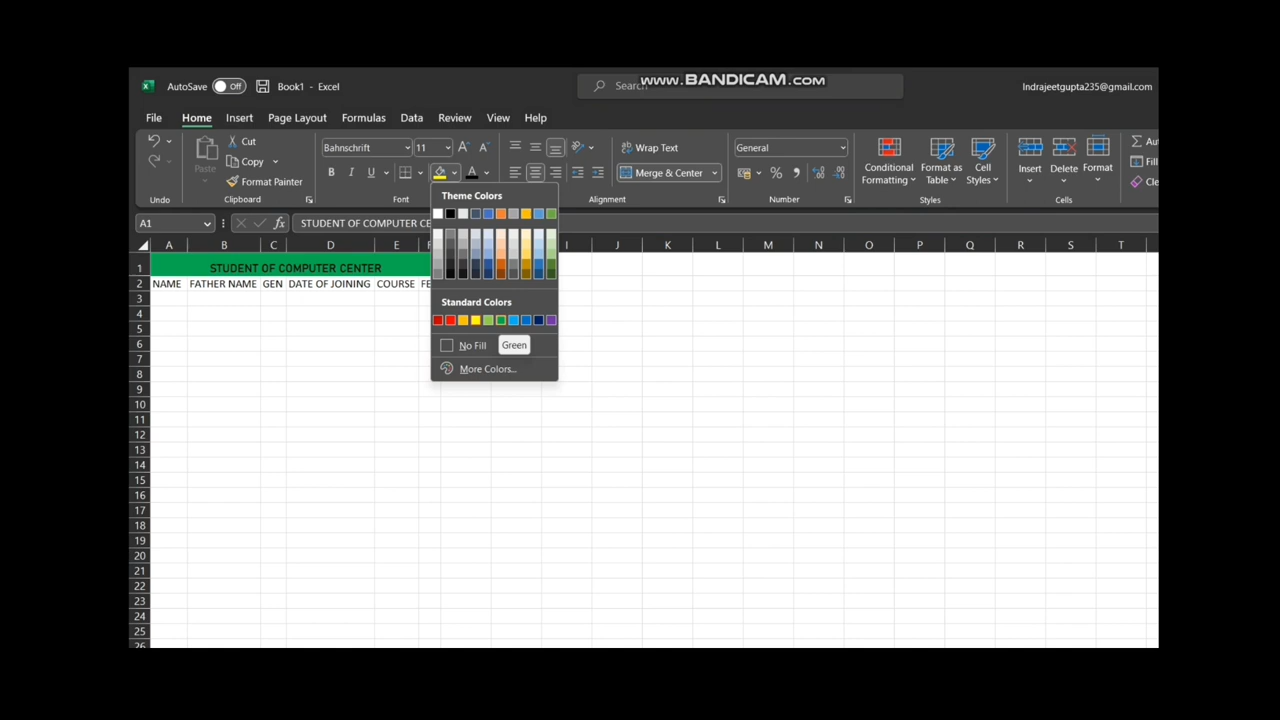 www.BANDICAM.com
AutoSave Off Book1 - Excel Search Indrajeetgupta235@gmail.com
File Home Insert Page Layout Formulas Data Review View Help
Cut
Copy
Format Painter
Paste
Undo
Clipboard
Bahnschrift 11
B I U
Font
Wrap Text
Merge & Center
Alignment
General
Number
Conditional Formatting
Format as Table
Cell Styles
Styles
Insert
Delete
Format
Cells
Fill
A1 fx STUDENT OF COMPUTER CE
Theme Colors
Standard Colors
No Fill
Green
More Colors...
A B C D E I J K L M N O P Q R S T
1 STUDENT OF COMPUTER CENTER
2 NAME FATHER NAME GEN DATE OF JOINING COURSE FE
3
4
5
6
7
8
9
10
11
12
13
14
15
16
17
18
19
20
21
22
23
24
25
26